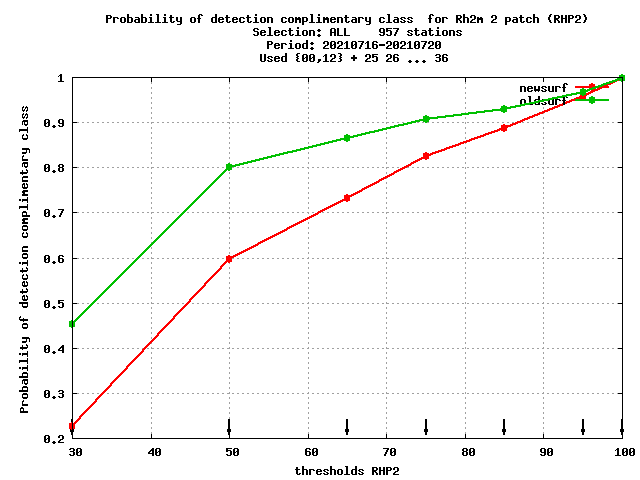 Probability of detection complimentary class  for Rh2m 2 patch (RHP2)
Selection: ALL    957 stations
Period: 20210716-20210720
Used {00,12} + 25 26 ... 36
newsurf
oldsurf
1
0.9
0.8
0.7
0.6
0.5
0.4
0.3
0.2
Probability of detection complimentary class
30 40 50 60 70 80 90 100
thresholds RHP2